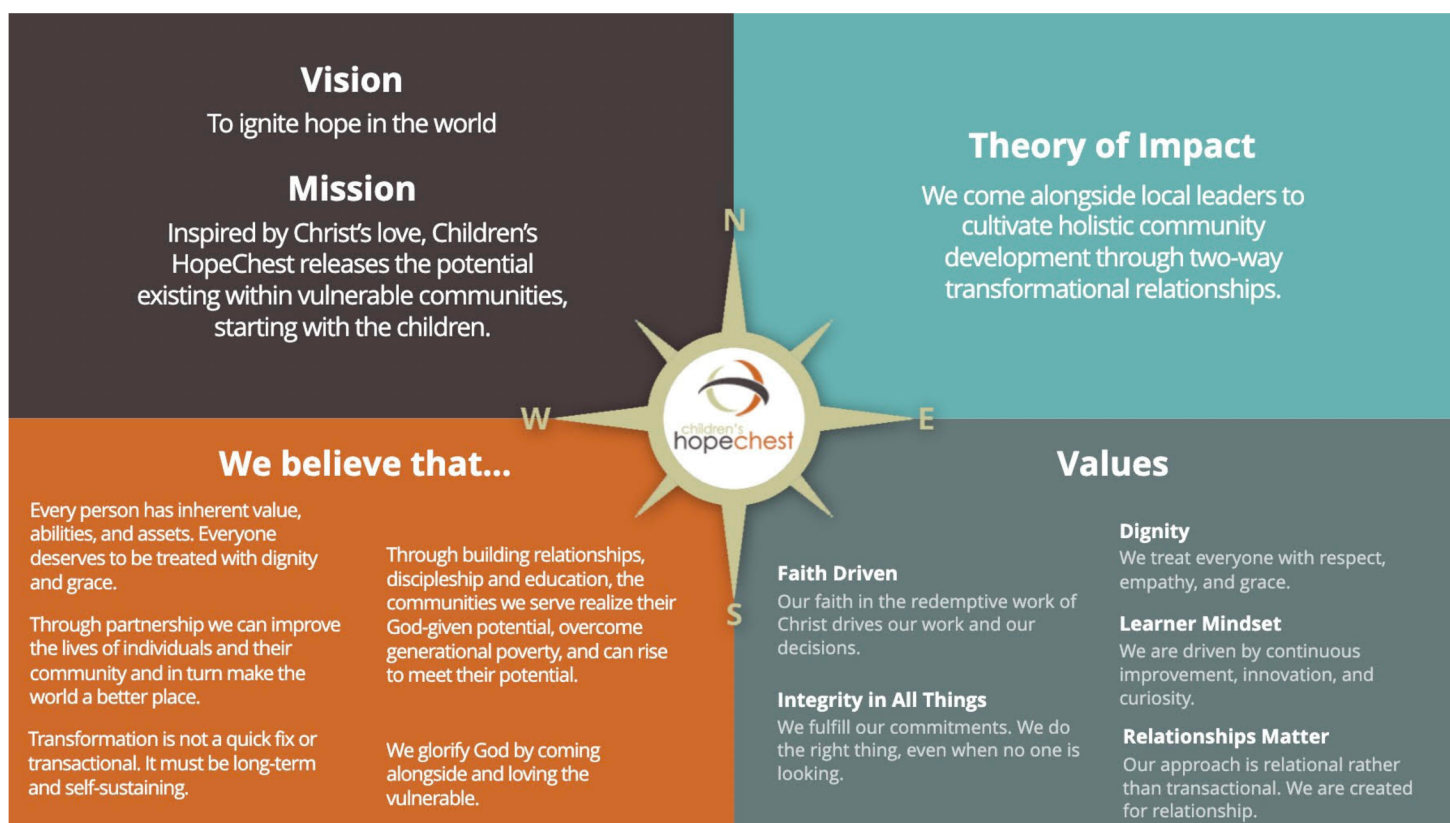 Vision
To ignite hope in the world
Mission
Inspired by Christ's love, Children's
HopeChest releases the potential
existing within vulnerable communities,
starting with the children.
Theory of Impact
We come alongside local leaders to
cultivate holistic community
development through two-way
transformational relationships.
N
W
E
S
children's
hopechest
We believe that...
Every person has inherent value,
abilities, and assets. Everyone
deserves to be treated with dignity
and grace.
Through partnership we can improve
the lives of individuals and their
community and in turn make the
world a better place.
Transformation is not a quick fix or
transactional. It must be long-term
and self-sustaining.
Through building relationships,
discipleship and education, the
communities we serve realize their
God-given potential, overcome
generational poverty, and can rise
to meet their potential.
We glorify God by coming
alongside and loving the
vulnerable.
Values
Faith Driven
Our faith in the redemptive work of
Christ drives our work and our
decisions.
Integrity in All Things
We fulfill our commitments. We do
the right thing, even when no one is
looking.
Dignity
We treat everyone with respect,
empathy, and grace.
Learner Mindset
We are driven by continuous
improvement, innovation, and
curiosity.
Relationships Matter
Our approach is relational rather
than transactional. We are created
for relationship.